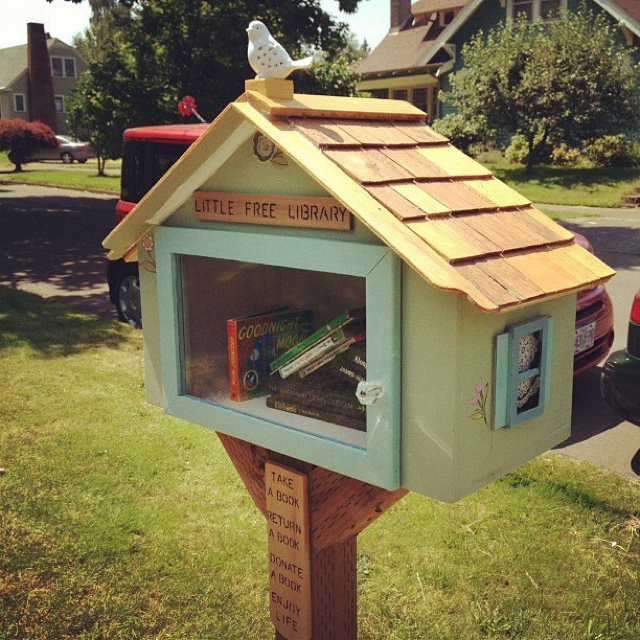 LITTLE FREE LIBRARY
GOODNIGHT
MOON
TAKE
A BOOK
RETURN
A BOOK
DONATE
A BOOK
ENJOY
LIFE